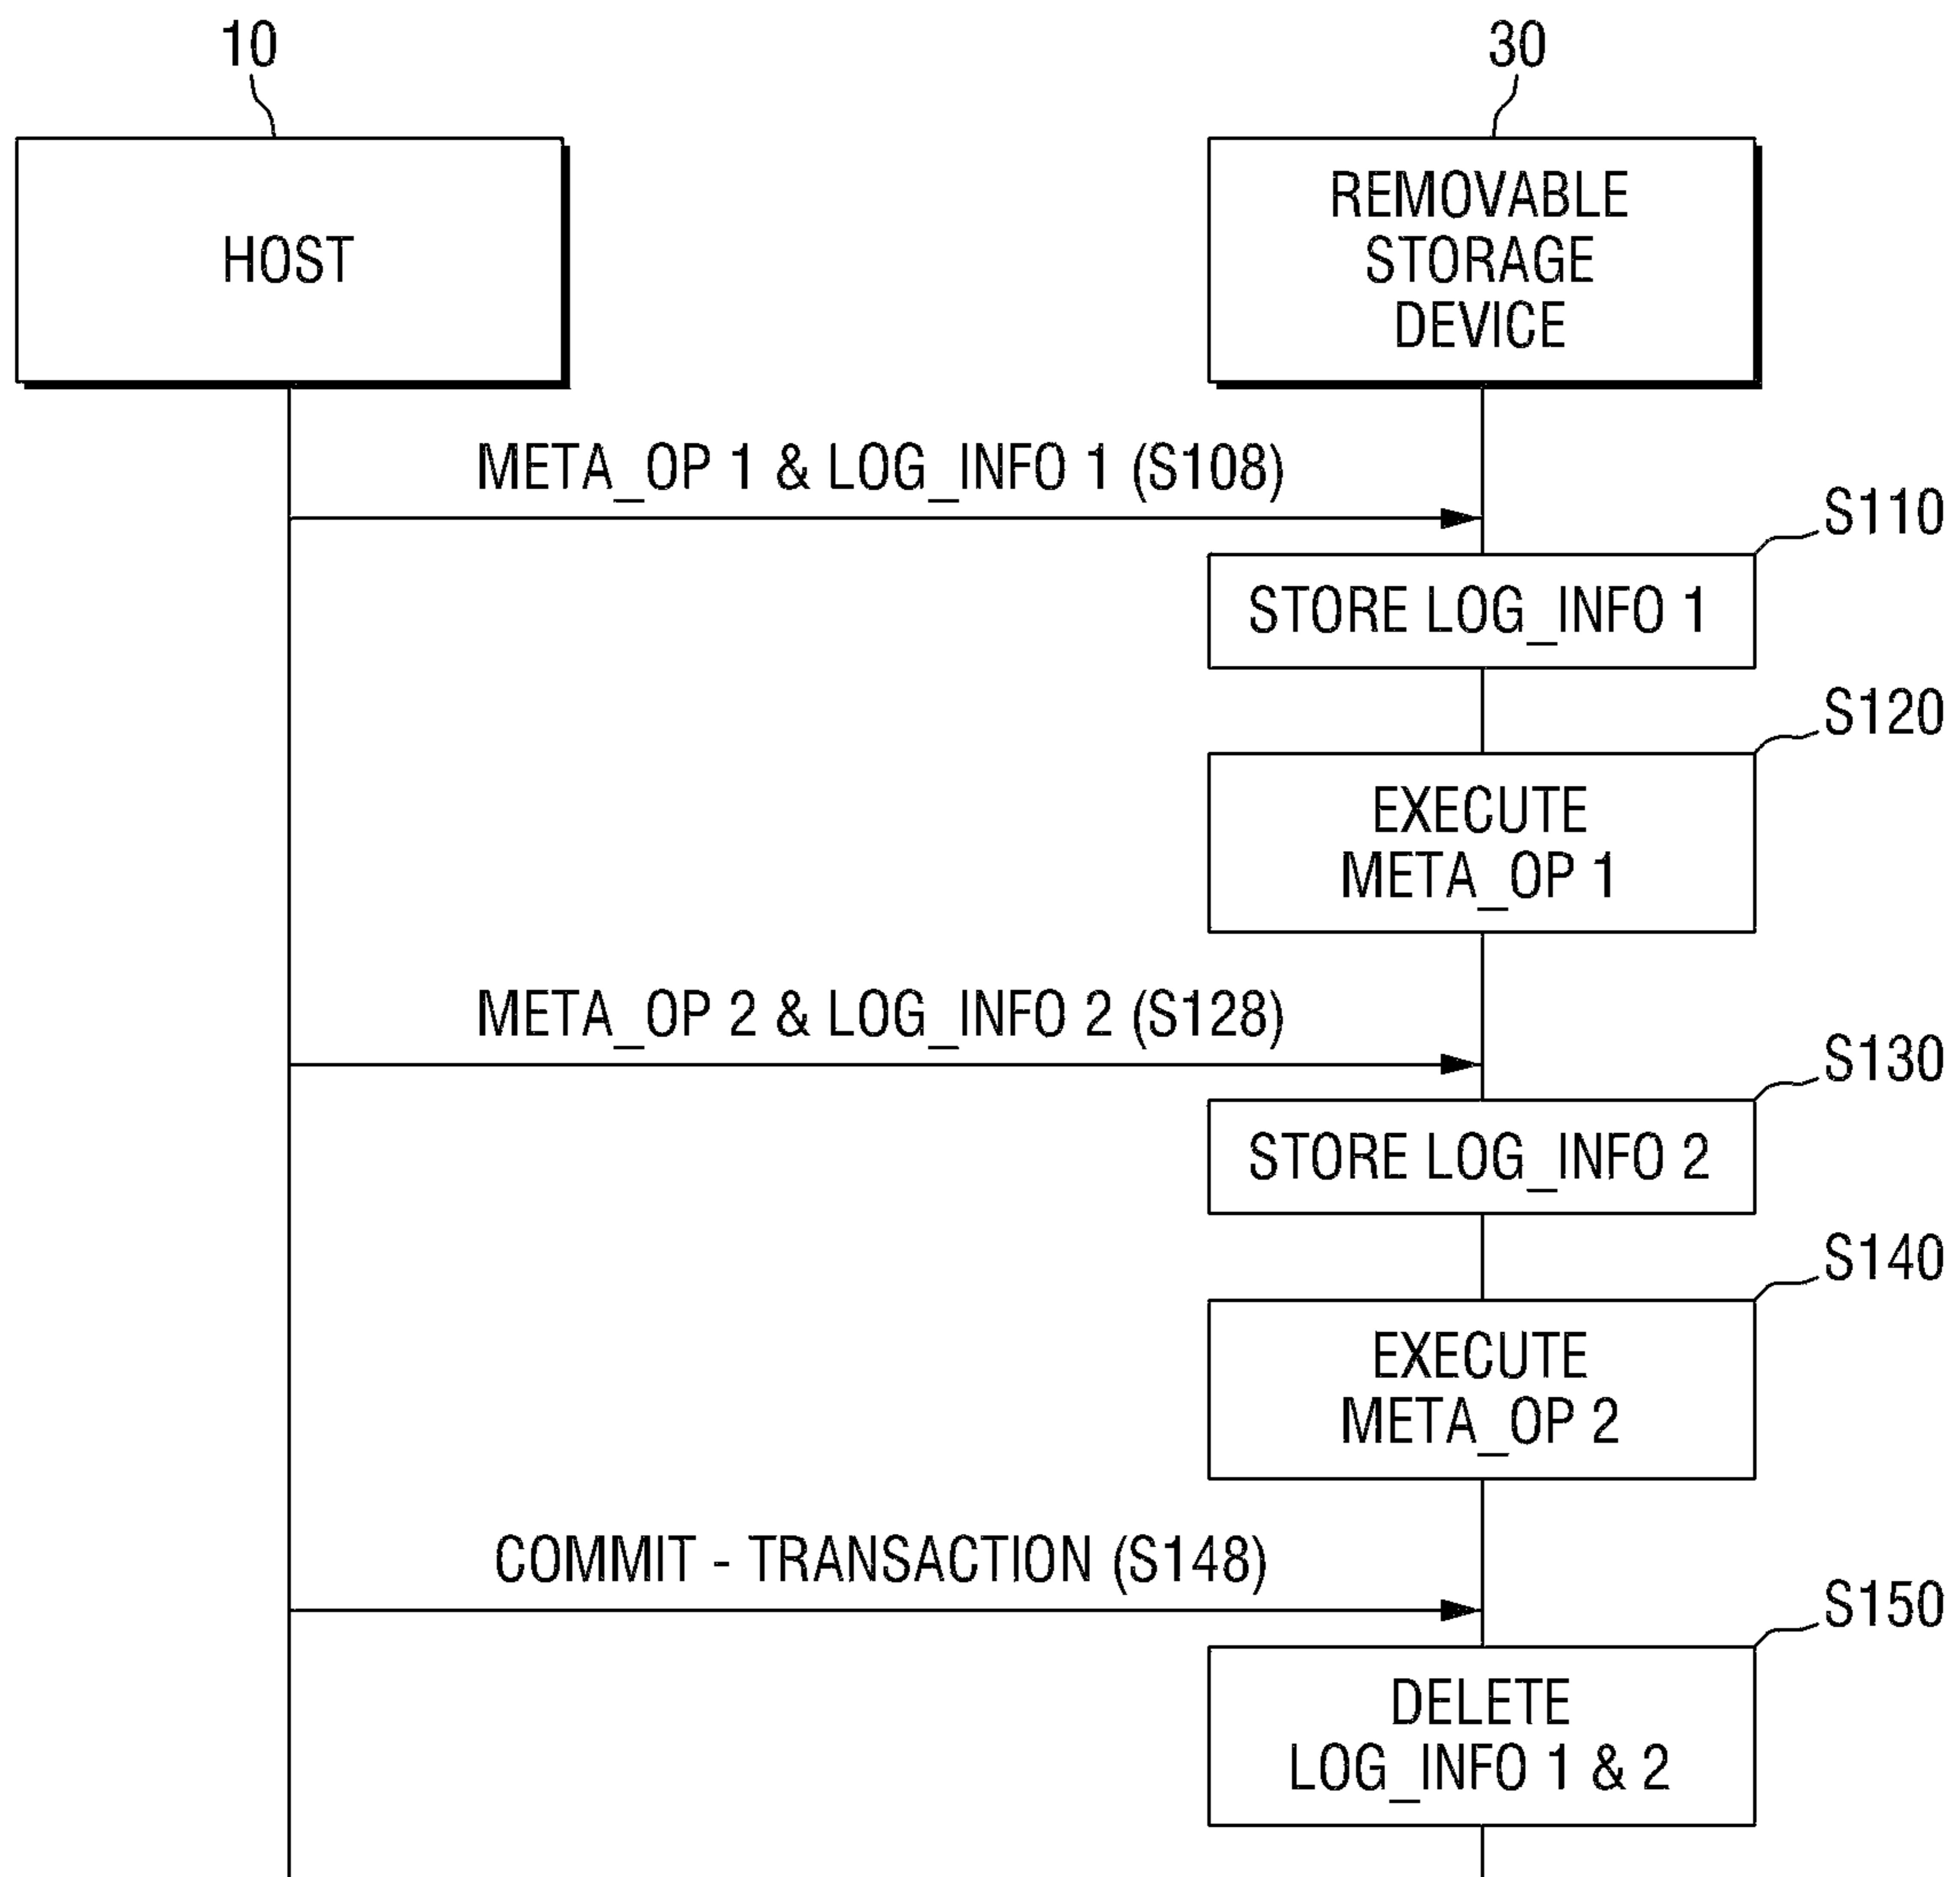 10
30
HOST
REMOVABLE
STORAGE
DEVICE
META_OP 1 & LOG_INFO 1 (S108)
S110
STORE LOG_INFO 1
S120
EXECUTE
META_OP 1
META_OP 2 & LOG_INFO 2 (S128)
S130
STORE LOG_INFO 2
S140
EXECUTE
META_OP 2
COMMIT - TRANSACTION (S148)
S150
DELETE
LOG_INFO 1 & 2